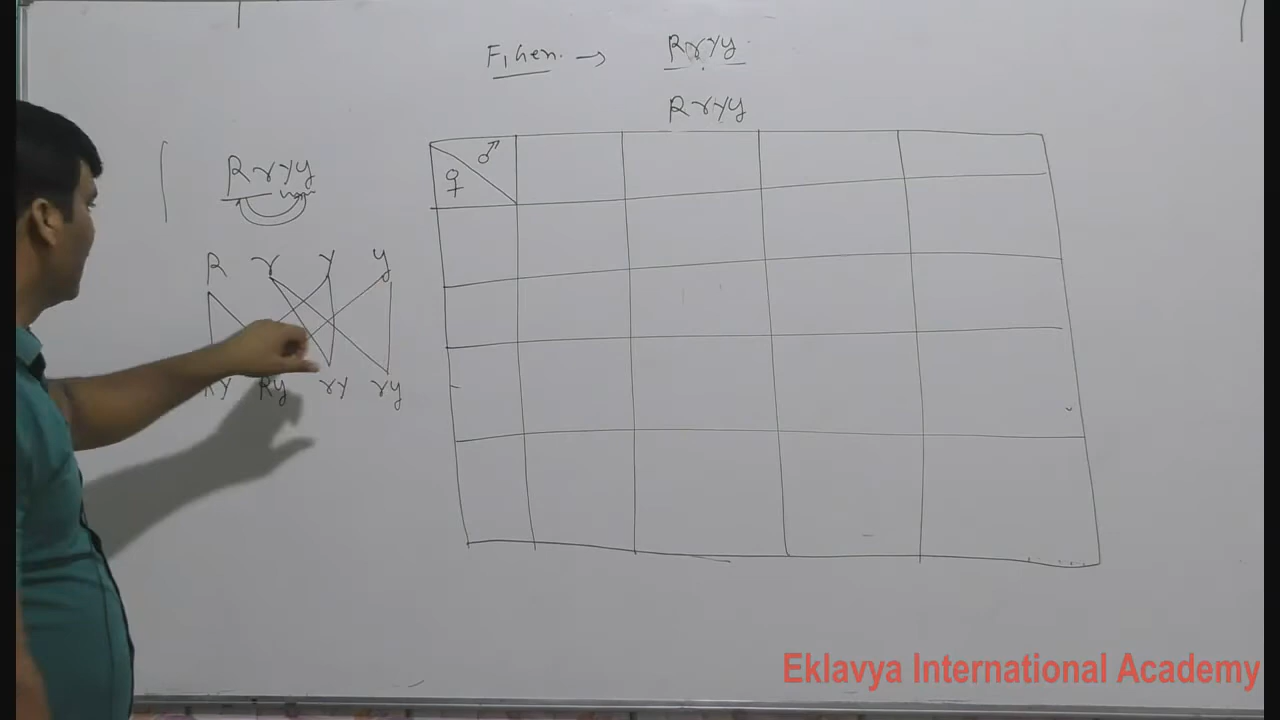 F₁ Gen. → RrYy
RrYy
♂
♀
RrYy
R r Y y
RY Ry rY ry
Eklavya International Academy